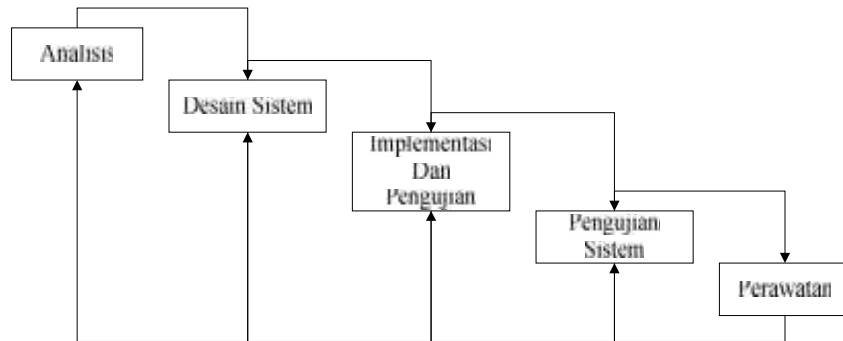 Analisis
Desain Sistem
Implementasi
Dan
Pengujian
Pengujian
Sistem
Perawatan